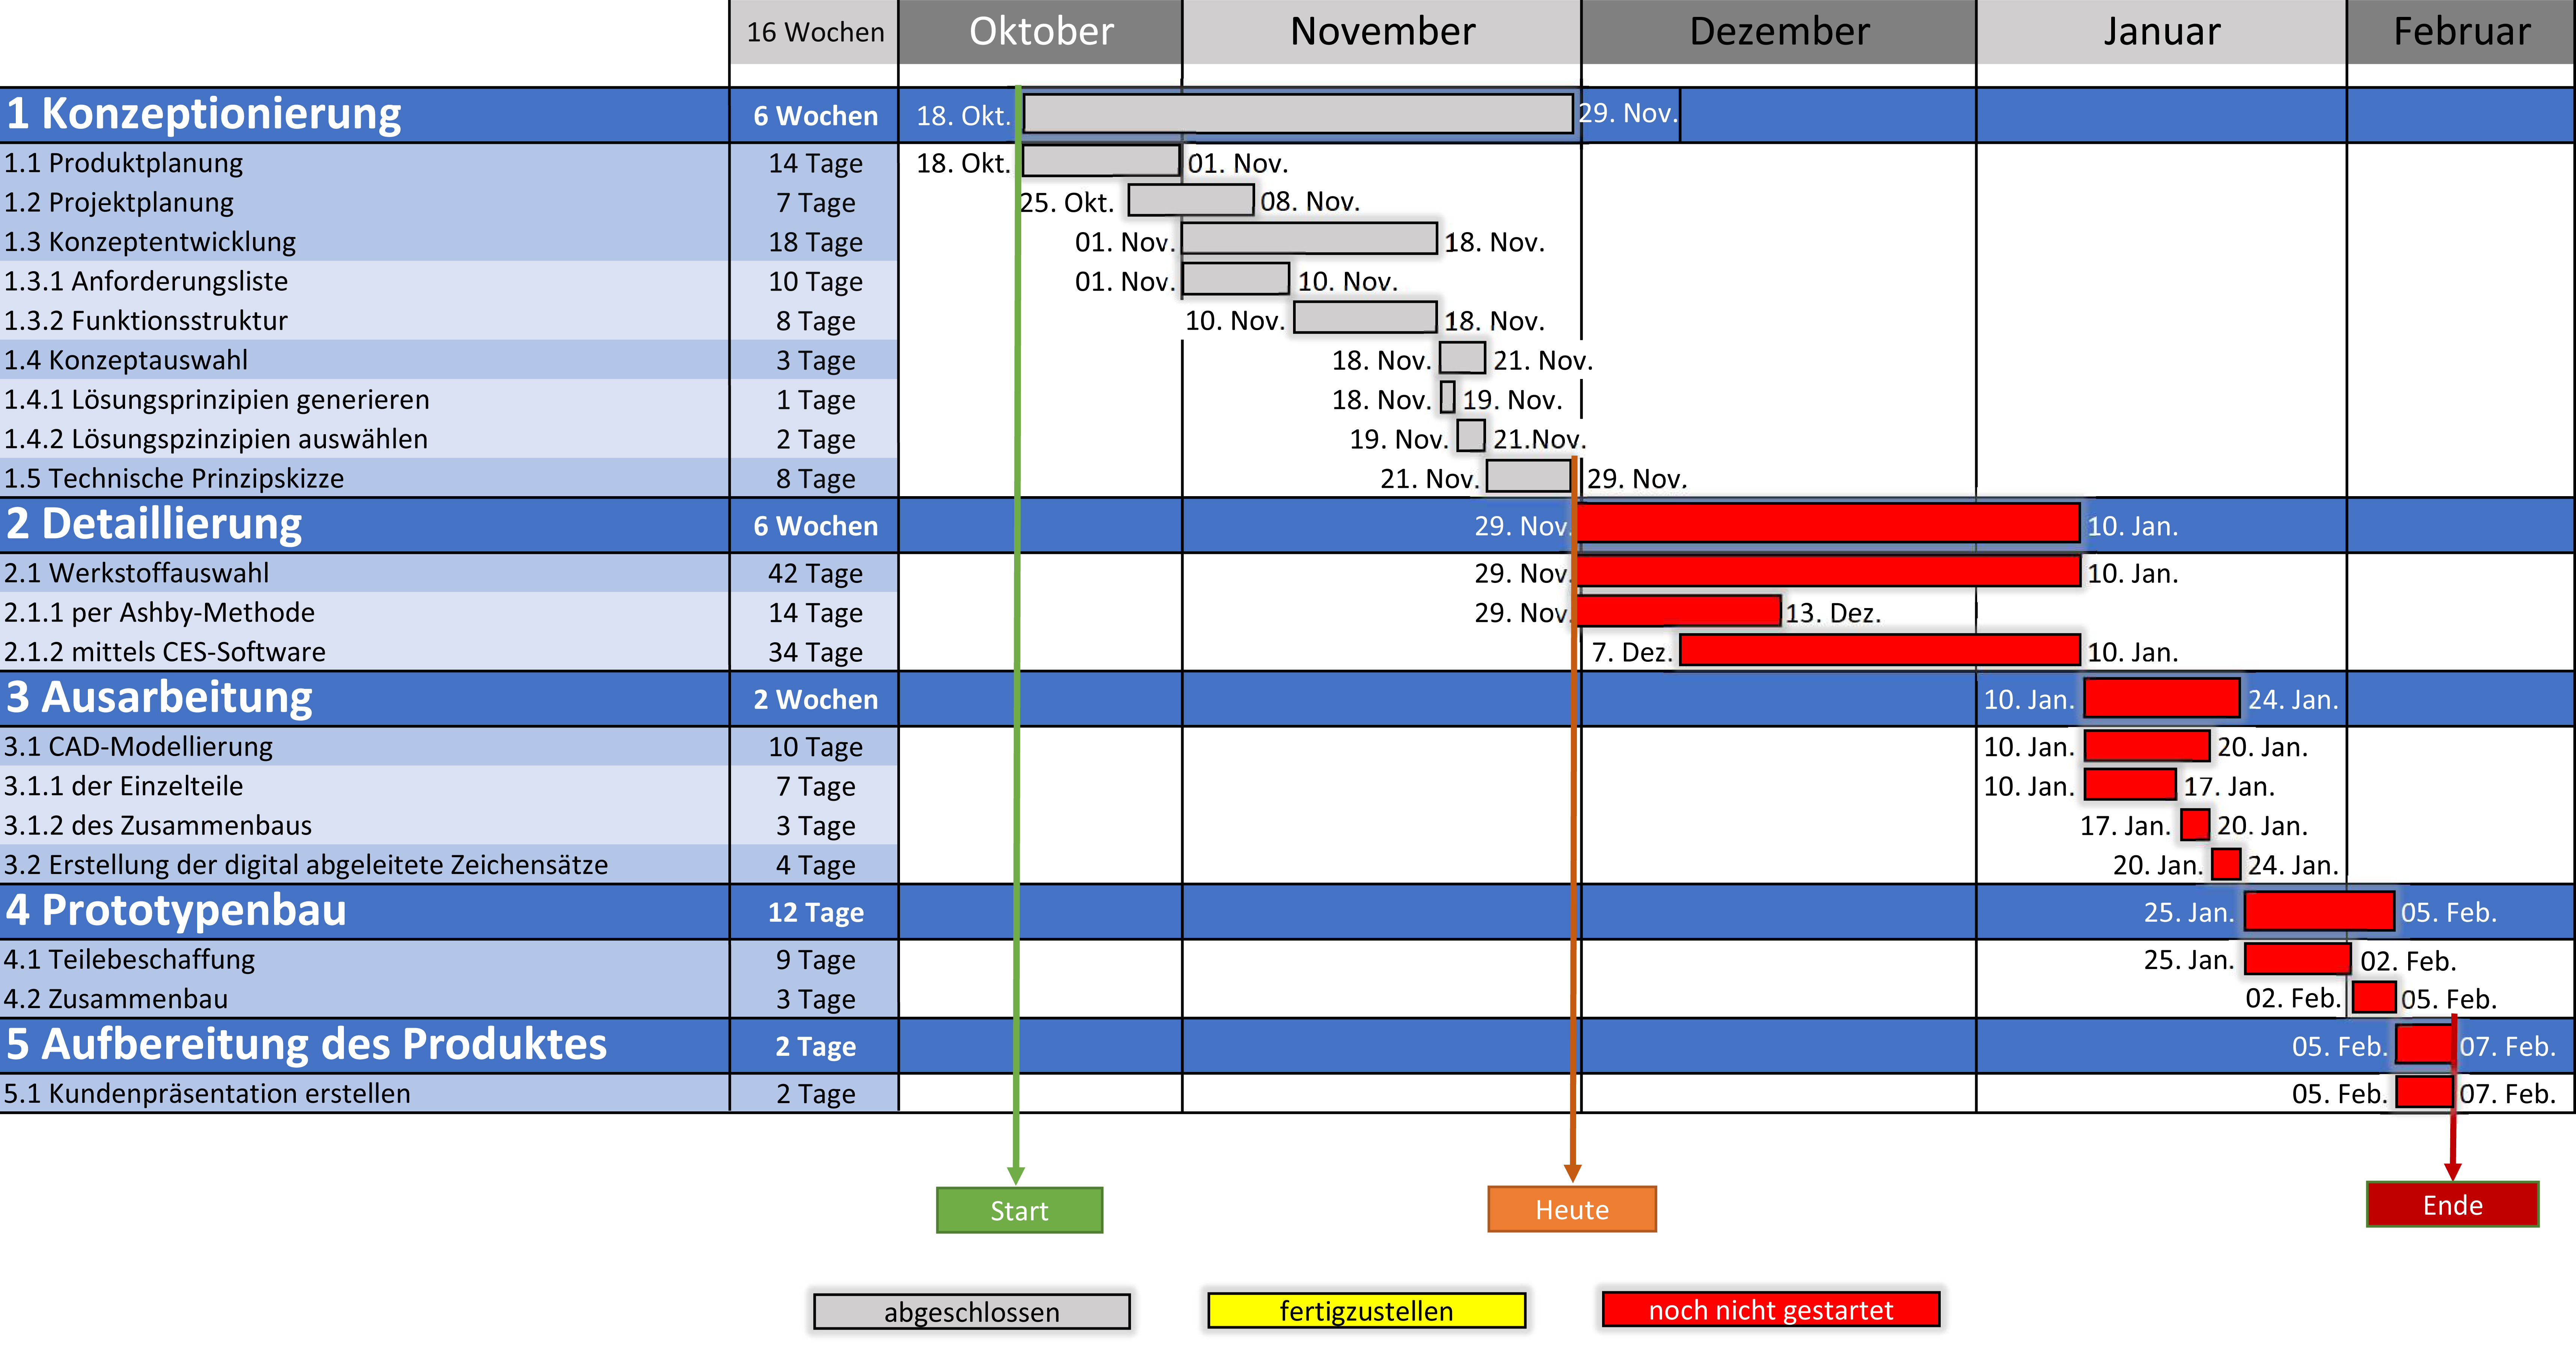 16 Wochen Oktober November Dezember Januar Februar
1 Konzeptionierung 6 Wochen 18. Okt. 29. Nov.
1.1 Produktplanung 14 Tage 18. Okt. 01. Nov.
1.2 Projektplanung 7 Tage 25. Okt. 08. Nov.
1.3 Konzeptentwicklung 18 Tage 01. Nov. 18. Nov.
1.3.1 Anforderungsliste 10 Tage 01. Nov. 10. Nov.
1.3.2 Funktionsstruktur 8 Tage 10. Nov. 18. Nov.
1.4 Konzeptauswahl 3 Tage 18. Nov. 21. Nov.
1.4.1 Lösungsprinzipien generieren 1 Tage 18. Nov. 19. Nov.
1.4.2 Lösungspzinzipien auswählen 2 Tage 19. Nov. 21.Nov.
1.5 Technische Prinzipskizze 8 Tage 21. Nov. 29. Nov.
2 Detaillierung 6 Wochen 29. Nov. 10. Jan.
2.1 Werkstoffauswahl 42 Tage 29. Nov. 10. Jan.
2.1.1 per Ashby-Methode 14 Tage 29. Nov. 13. Dez.
2.1.2 mittels CES-Software 34 Tage 7. Dez. 10. Jan.
3 Ausarbeitung 2 Wochen 10. Jan. 24. Jan.
3.1 CAD-Modellierung 10 Tage 10. Jan. 20. Jan.
3.1.1 der Einzelteile 7 Tage 10. Jan. 17. Jan.
3.1.2 des Zusammenbaus 3 Tage 17. Jan. 20. Jan.
3.2 Erstellung der digital abgeleitete Zeichensätze 4 Tage 20. Jan. 24. Jan.
4 Prototypenbau 12 Tage 25. Jan. 05. Feb.
4.1 Teilebeschaffung 9 Tage 25. Jan. 02. Feb.
4.2 Zusammenbau 3 Tage 02. Feb. 05. Feb.
5 Aufbereitung des Produktes 2 Tage 05. Feb. 07. Feb.
5.1 Kundenpräsentation erstellen 2 Tage 05. Feb. 07. Feb.
Start Heute Ende
abgeschlossen fertigzustellen noch nicht gestartet